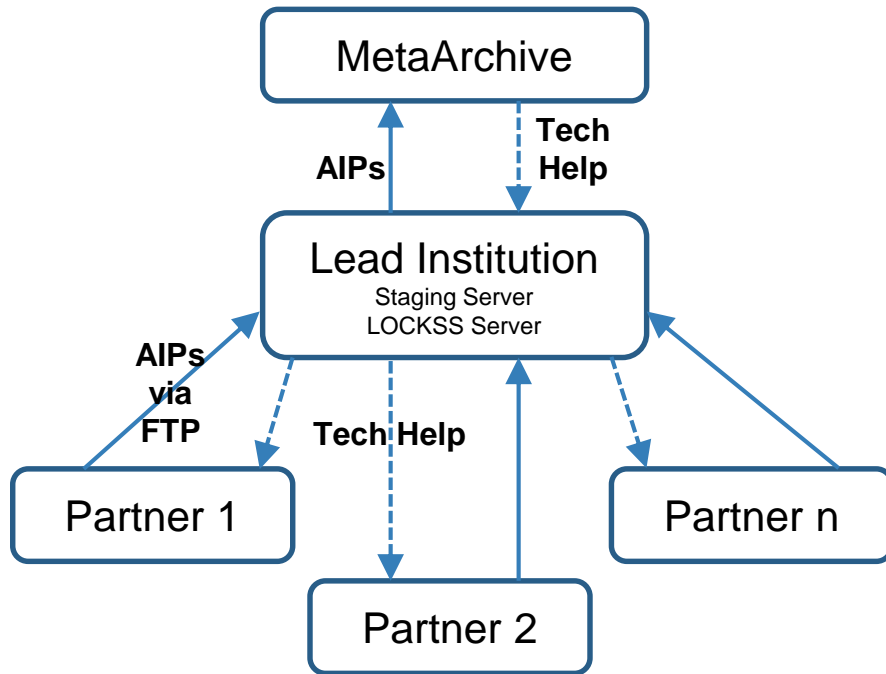 MetaArchive
AIPs
Tech
Help
Lead Institution
Staging Server
LOCKSS Server
AIPs
via
FTP
Tech Help
Partner 1
Partner n
Partner 2